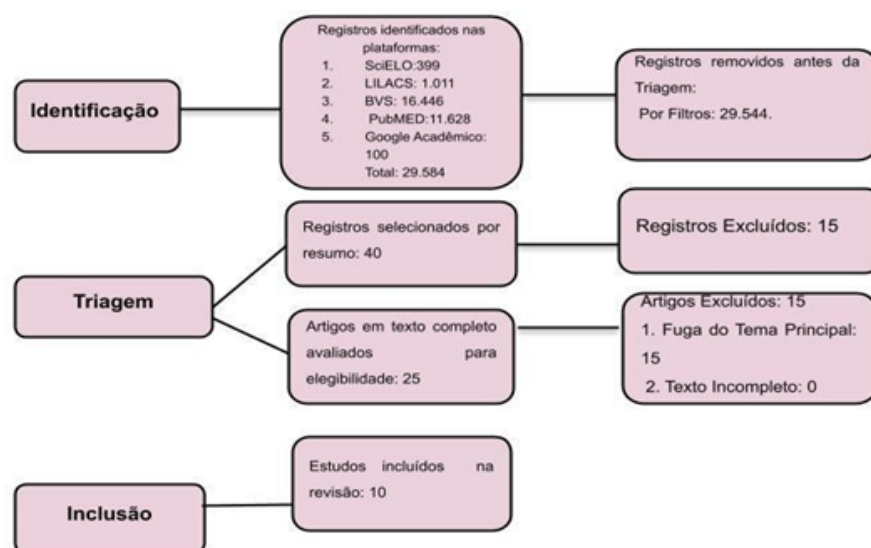 Identificação
Registros identificados nas
plataformas:
1. SciELO:399
2. LILACS: 1.011
3. BVS: 16.446
4. PubMED:11.628
5. Google Acadêmico:
100
Total: 29.584
Registros removidos antes da
Triagem:
Por Filtros: 29.544.
Triagem
Registros selecionados por
resumo: 40
Registros Excluídos: 15
Artigos em texto completo
avaliados para
elegibilidade: 25
Artigos Excluídos: 15
1. Fuga do Tema Principal:
15
2. Texto Incompleto: 0
Inclusão
Estudos incluídos na
revisão: 10